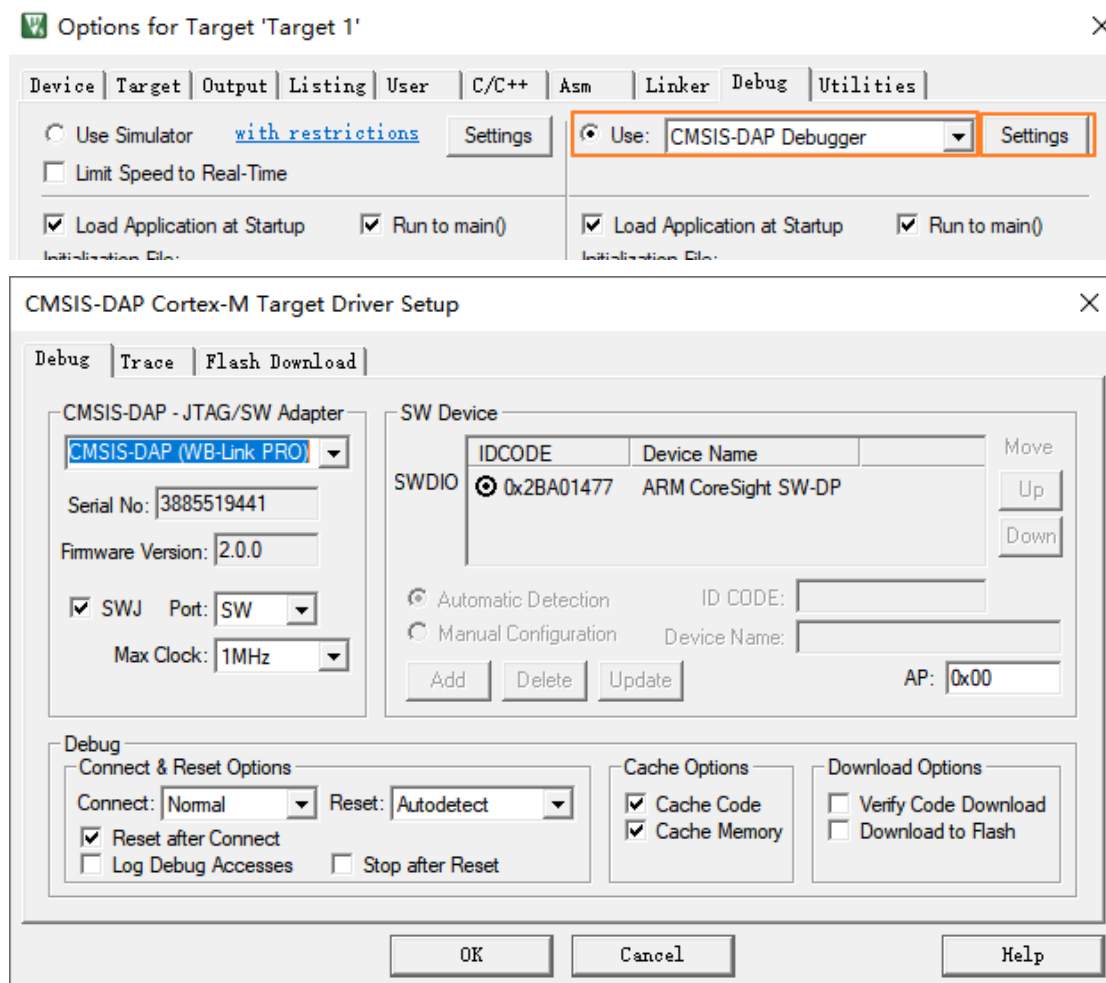 Options for Target 'Target 1'
Device Target Output Listing User C/C++ Asm Linker Debug Utilities
Use Simulator with restrictions Settings Use: CMSIS-DAP Debugger Settings
Limit Speed to Real-Time
Load Application at Startup Run to main() Load Application at Startup Run to main()
Initialization File: Initialization File:
CMSIS-DAP Cortex-M Target Driver Setup
Debug Trace Flash Download
CMSIS-DAP - JTAG/SW Adapter
CMSIS-DAP (WB-Link PRO)
Serial No: 3885519441
Firmware Version: 2.0.0
SWJ Port: SW
Max Clock: 1MHz
SW Device
IDCODE Device Name Move
SWDIO 0x2BA01477 ARM CoreSight SW-DP Up
Down
Automatic Detection ID CODE:
Manual Configuration Device Name:
Add Delete Update AP: 0x00
Debug
Connect & Reset Options
Connect: Normal Reset: Autodetect
Reset after Connect
Log Debug Accesses Stop after Reset
Cache Options
Cache Code
Cache Memory
Download Options
Verify Code Download
Download to Flash
OK Cancel Help